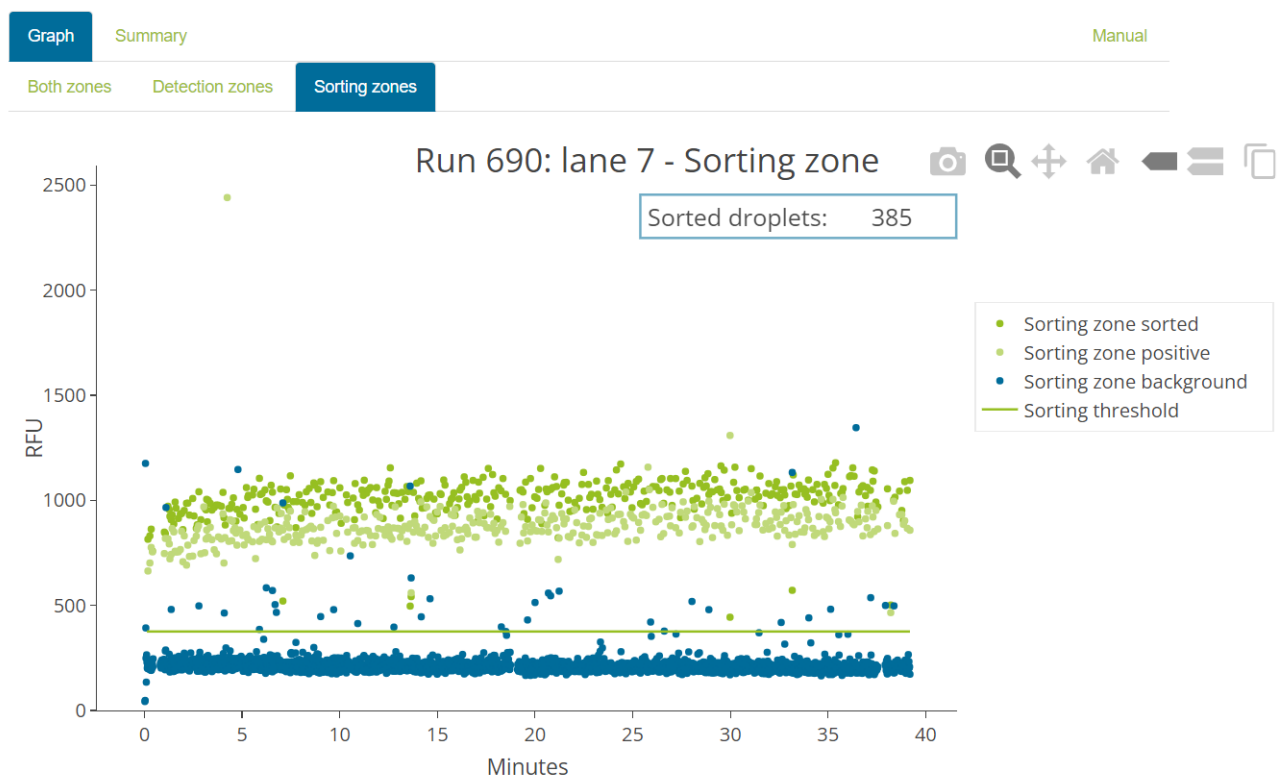 Graph Summary Manual
Both zones Detection zones Sorting zones
Run 690: lane 7 - Sorting zone
Sorted droplets: 385
2500
2000
1500
1000
500
0
RFU
0 5 10 15 20 25 30 35 40
Minutes
Sorting zone sorted
Sorting zone positive
Sorting zone background
Sorting threshold